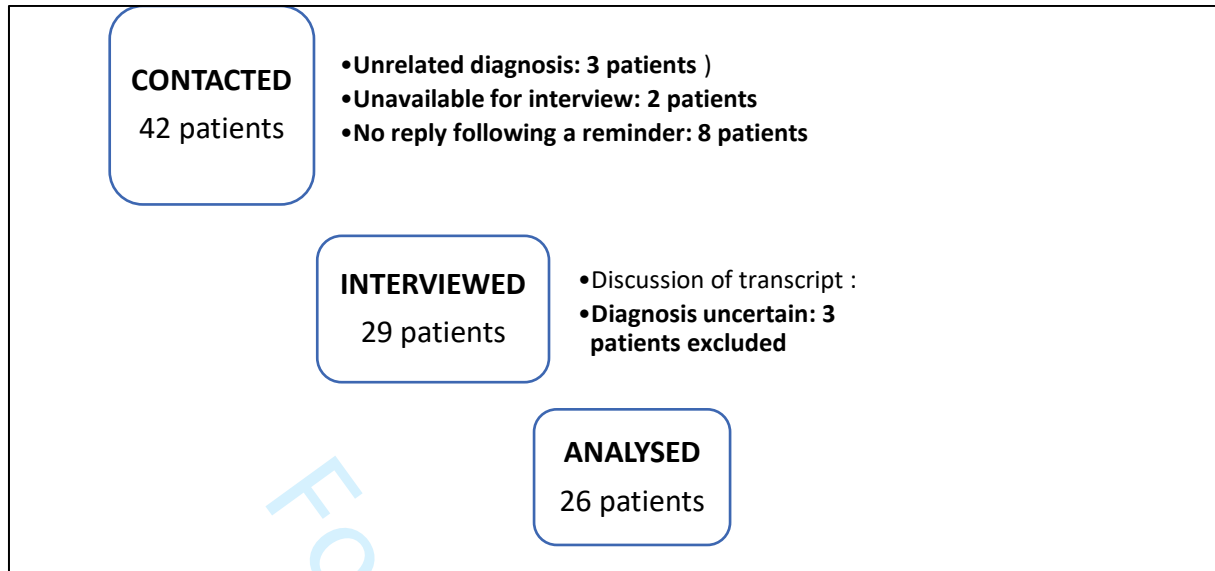 CONTACTED
42 patients
•Unrelated diagnosis: 3 patients )
•Unavailable for interview: 2 patients
•No reply following a reminder: 8 patients
INTERVIEWED
29 patients
•Discussion of transcript :
•Diagnosis uncertain: 3
patients excluded
ANALYSED
26 patients
Fo